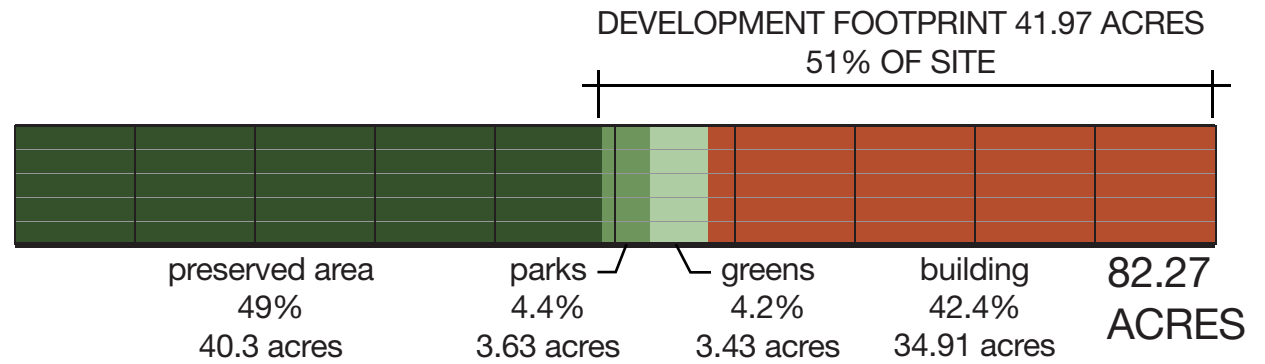 DEVELOPMENT FOOTPRINT 41.97 ACRES
51% OF SITE
preserved area
49%
40.3 acres
parks
4.4%
3.63 acres
greens
4.2%
3.43 acres
building
42.4%
34.91 acres
82.27
ACRES